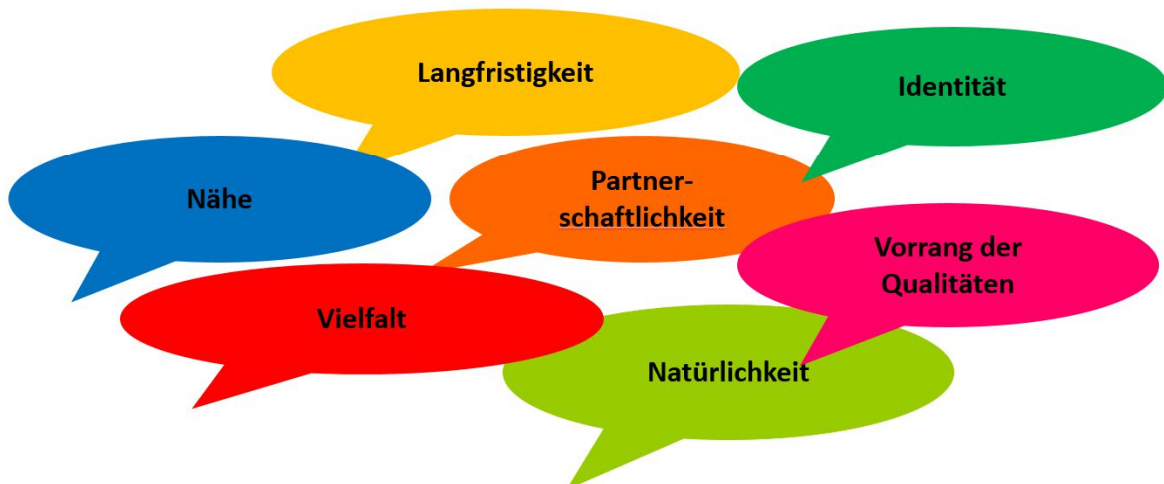 Langfristigkeit
Identität
Nähe
Partner-
schaftlichkeit
Vorrang der
Qualitäten
Vielfalt
Natürlichkeit